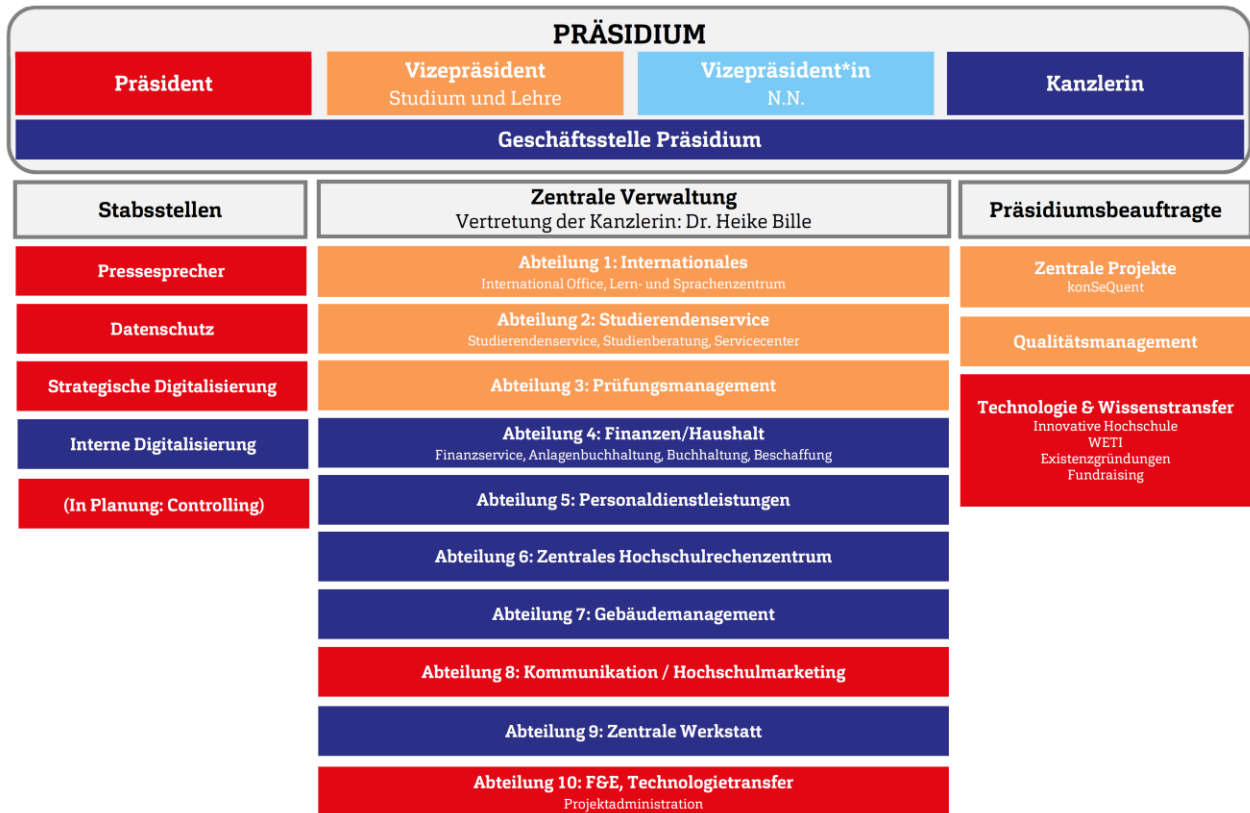 PRÄSIDIUM
Präsident
Vizepräsident
Studium und Lehre
Vizepräsident*in
N.N.
Kanzlerin
Geschäftsstelle Präsidium
Stabsstellen
Pressesprecher
Datenschutz
Strategische Digitalisierung
Interne Digitalisierung
(In Planung: Controlling)
Zentrale Verwaltung
Vertretung der Kanzlerin: Dr. Heike Bille
Abteilung 1: Internationales
International Office, Lern- und Sprachenzentrum
Abteilung 2: Studierendenservice
Studierendenservice, Studienberatung, Servicecenter
Abteilung 3: Prüfungsmanagement
Abteilung 4: Finanzen/Haushalt
Finanzservice, Anlagenbuchhaltung, Buchhaltung, Beschaffung
Abteilung 5: Personaldienstleistungen
Abteilung 6: Zentrales Hochschulrechenzentrum
Abteilung 7: Gebäudemanagement
Abteilung 8: Kommunikation / Hochschulmarketing
Abteilung 9: Zentrale Werkstatt
Abteilung 10: F&E, Technologietransfer
Projektadministration
Präsidiumsbeauftragte
Zentrale Projekte
konSeQuent
Qualitätsmanagement
Technologie & Wissenstransfer
Innovative Hochschule
WETI
Existenzgründungen
Fundraising